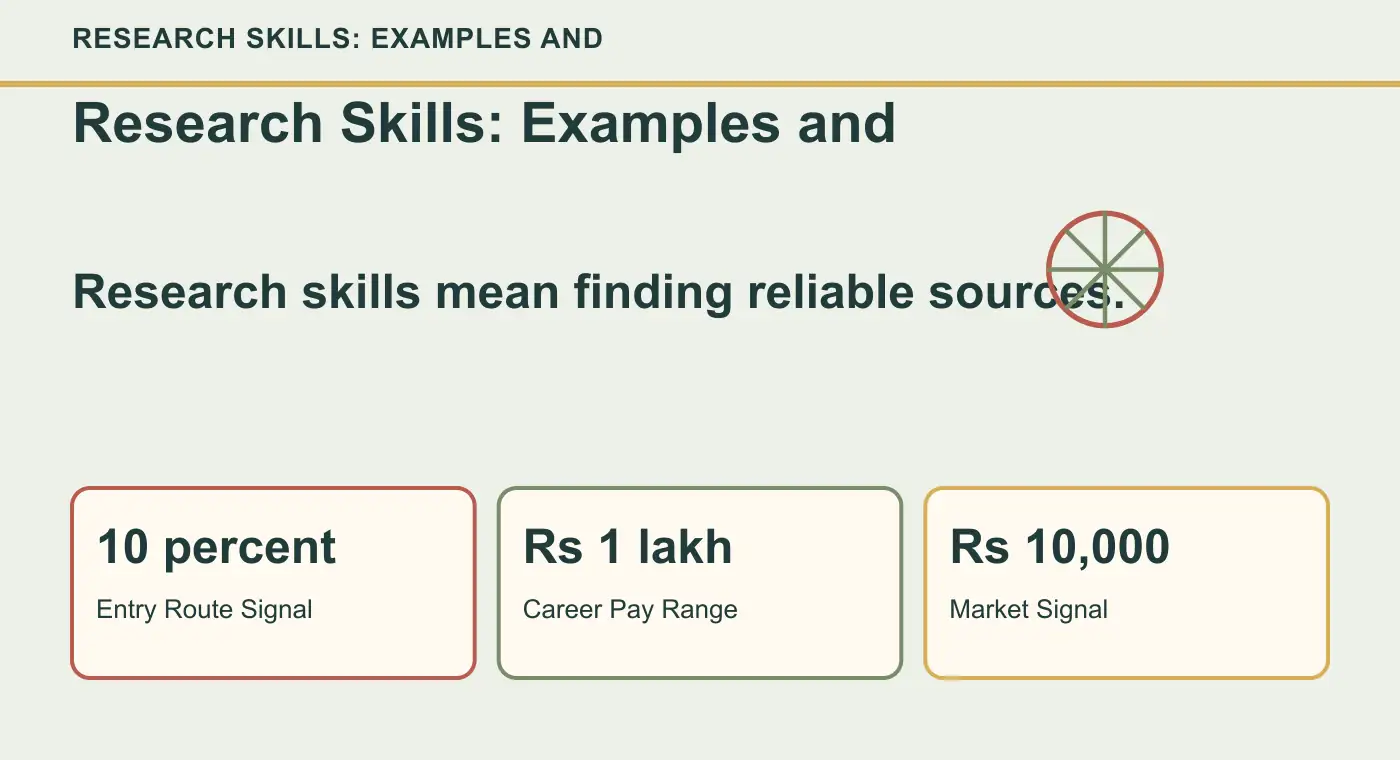 RESEARCH SKILLS: EXAMPLES AND
Research Skills: Examples and
Research skills mean finding reliable sources.
10 percent
Entry Route Signal
Rs 1 lakh
Career Pay Range
Rs 10,000
Market Signal